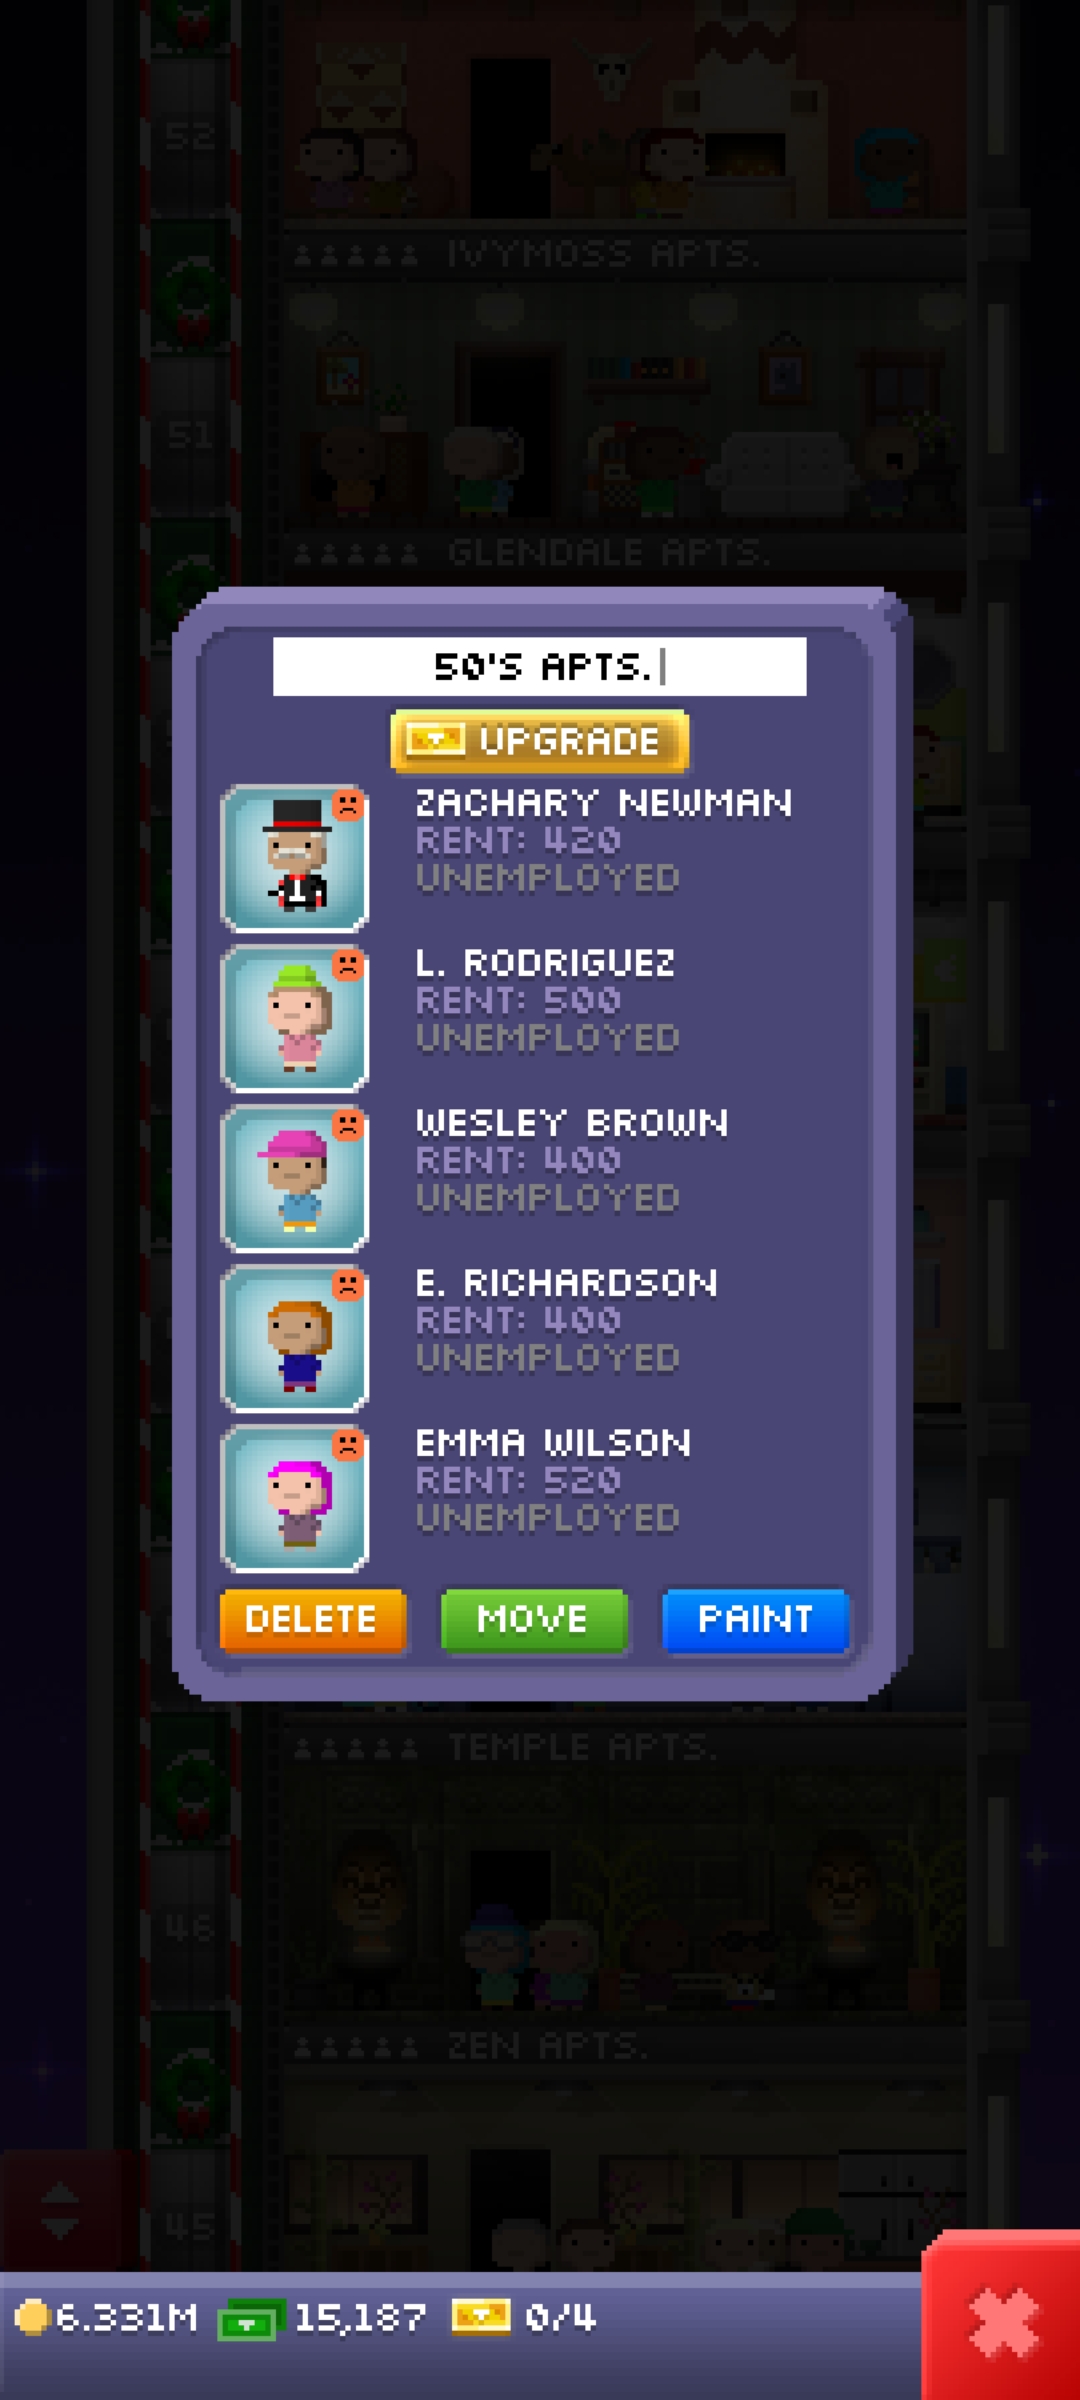 52
IVYMOSS APTS.
51
GLENDALE APTS.
50'S APTS.
UPGRADE
ZACHARY NEWMAN
RENT: 420
UNEMPLOYED
L. RODRIGUEZ
RENT: 500
UNEMPLOYED
WESLEY BROWN
RENT: 400
UNEMPLOYED
E. RICHARDSON
RENT: 400
UNEMPLOYED
EMMA WILSON
RENT: 520
UNEMPLOYED
DELETE MOVE PAINT
TEMPLE APTS.
46
ZEN APTS.
45
6.331M 15,187 0/4